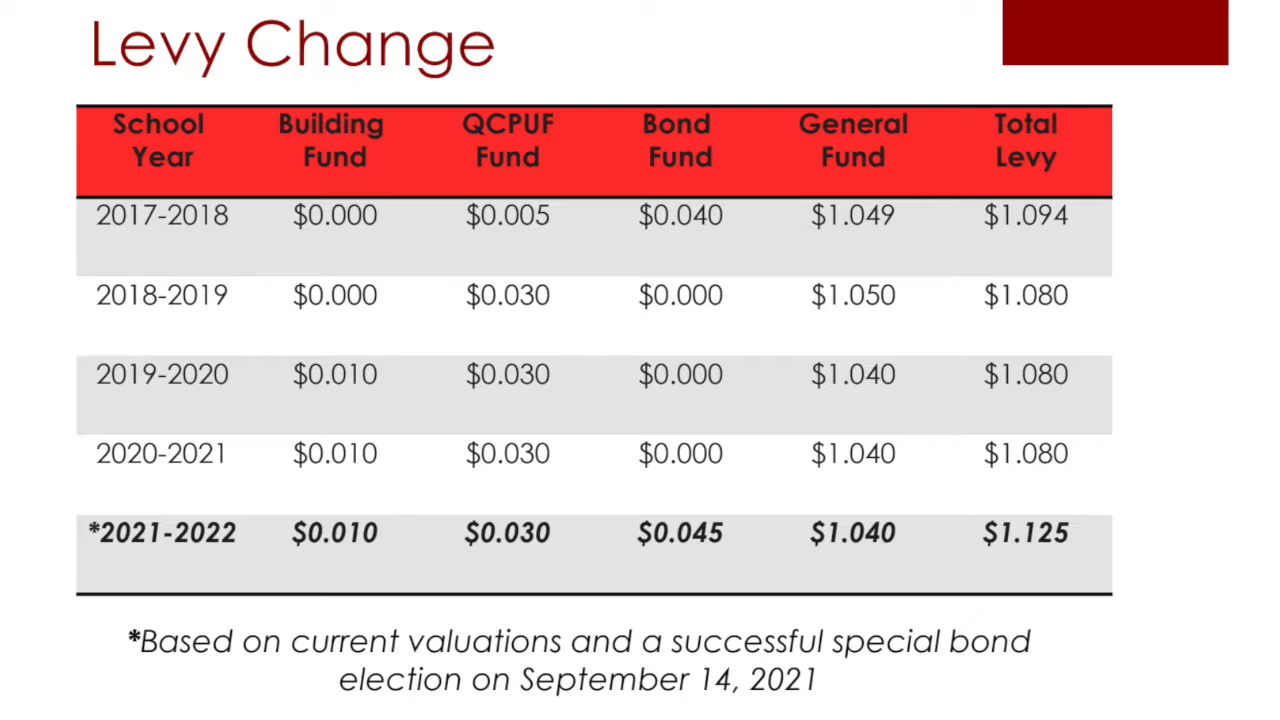 Levy Change
School Year Building Fund QCPUF Fund Bond Fund General Fund Total Levy
2017-2018 $0.000 $0.005 $0.040 $1.049 $1.094
2018-2019 $0.000 $0.030 $0.000 $1.050 $1.080
2019-2020 $0.010 $0.030 $0.000 $1.040 $1.080
2020-2021 $0.010 $0.030 $0.000 $1.040 $1.080
*2021-2022 $0.010 $0.030 $0.045 $1.040 $1.125
*Based on current valuations and a successful special bond
election on September 14, 2021